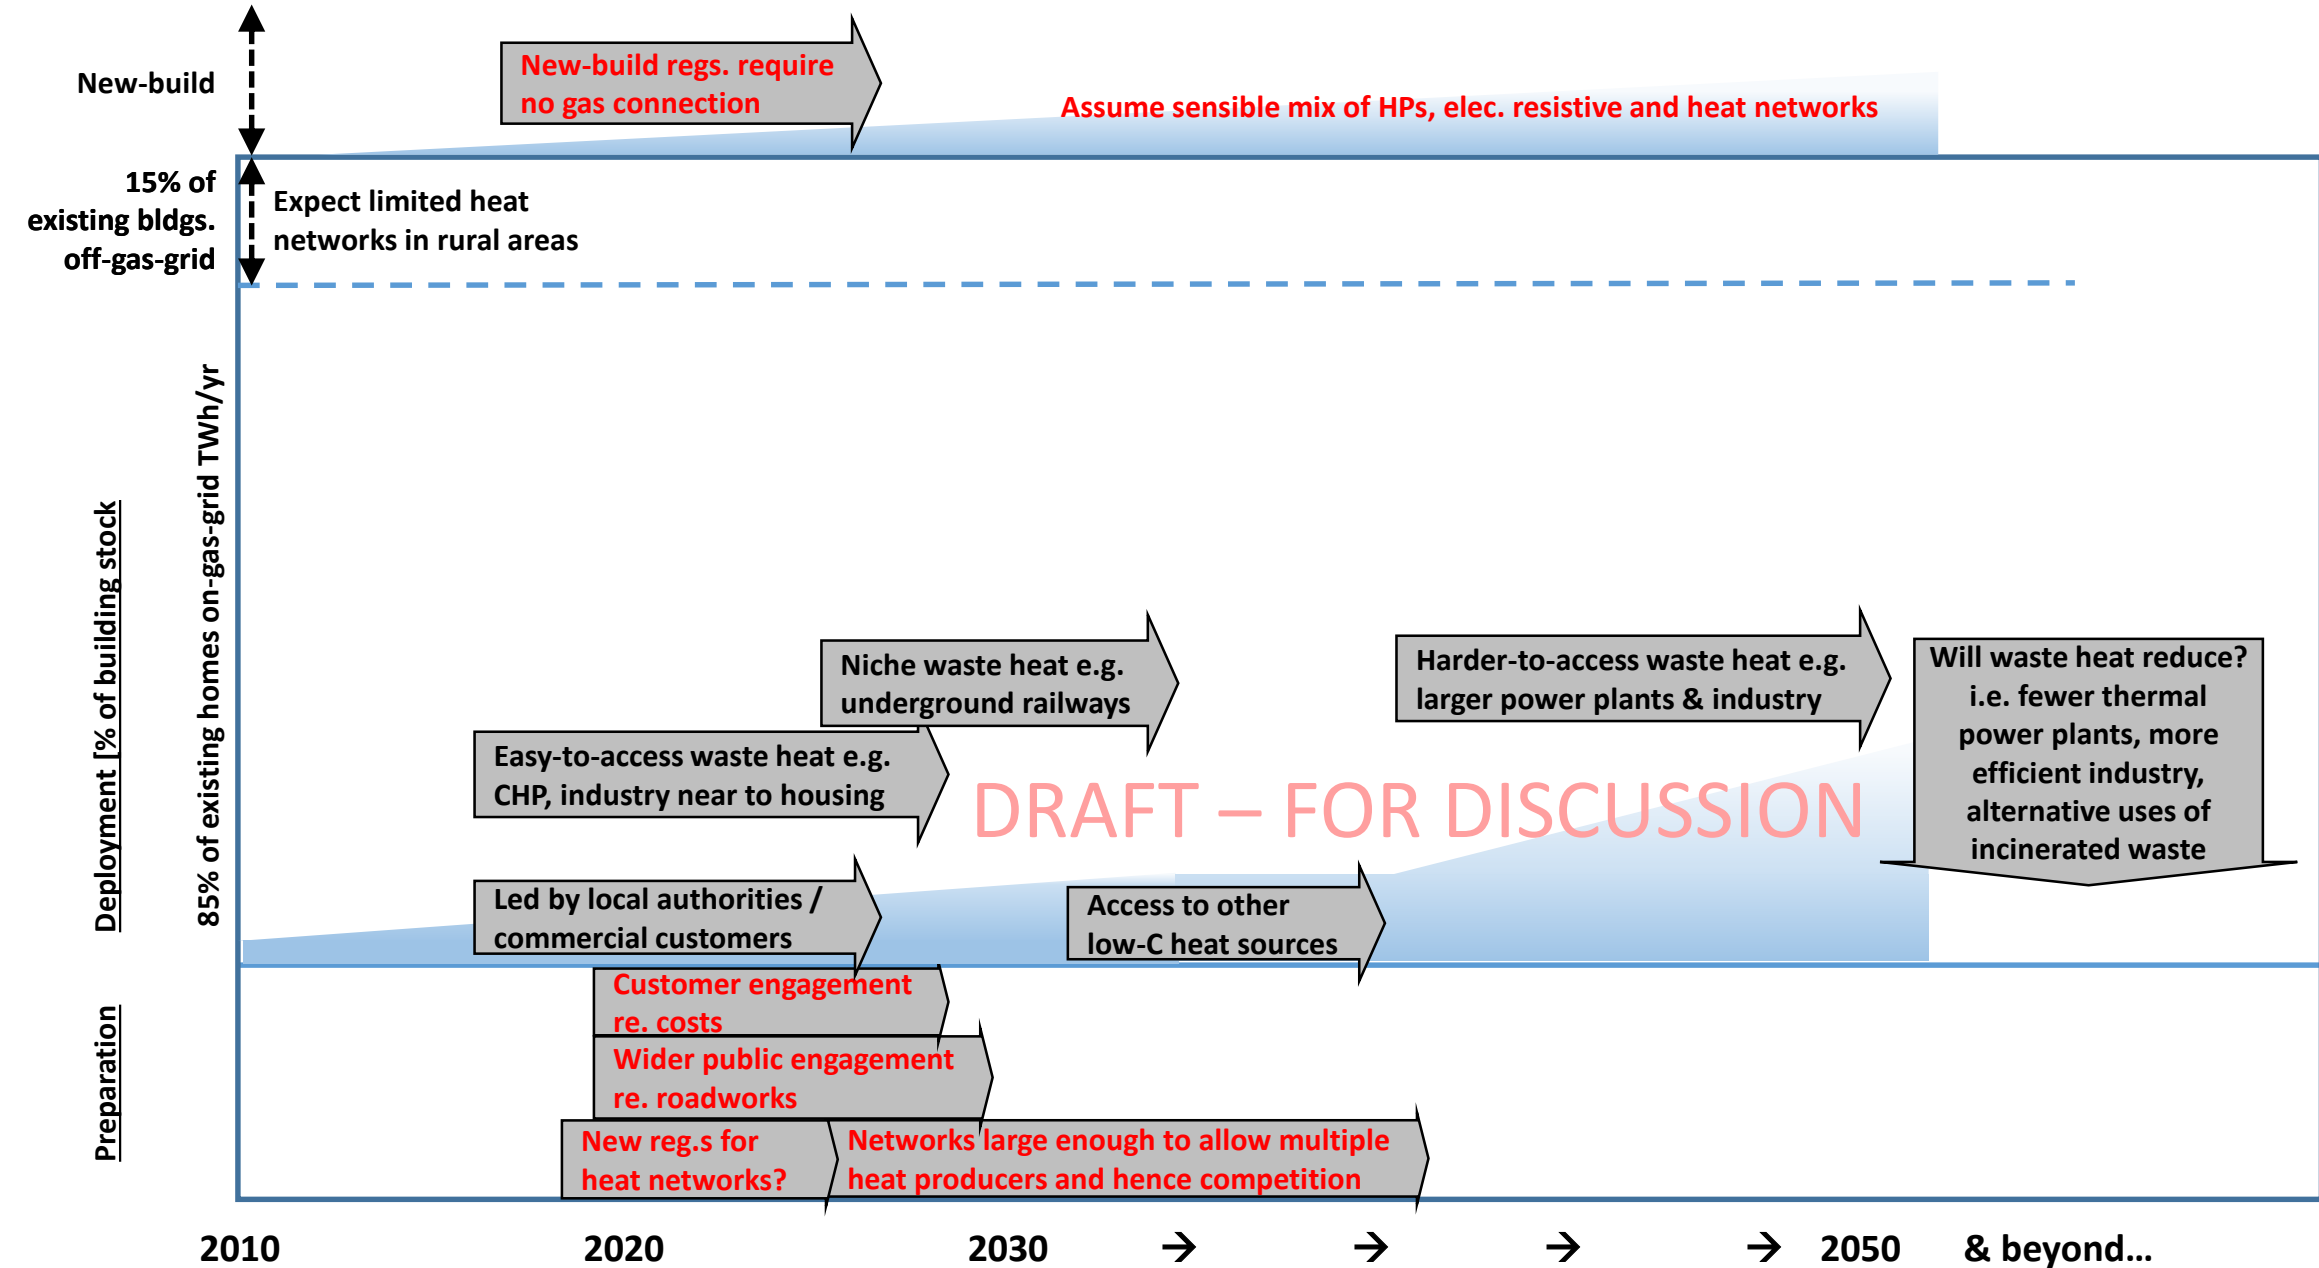 New-build
New-build regs. require
no gas connection
Assume sensible mix of HPs, elec. resistive and heat networks
15% of
existing bldgs.
off-gas-grid
Expect limited heat
networks in rural areas
Deployment [% of building stock
85% of existing homes on-gas-grid TWh/yr
Niche waste heat e.g.
underground railways
Harder-to-access waste heat e.g.
larger power plants & industry
Will waste heat reduce?
i.e. fewer thermal
power plants, more
efficient industry,
alternative uses of
incinerated waste
Easy-to-access waste heat e.g.
CHP, industry near to housing
DRAFT – FOR DISCUSSION
Led by local authorities /
commercial customers
Access to other
low-C heat sources
Preparation
Customer engagement
re. costs
Wider public engagement
re. roadworks
New reg.s for
heat networks?
Networks large enough to allow multiple
heat producers and hence competition
2010 2020 2030 → → → → 2050 & beyond...